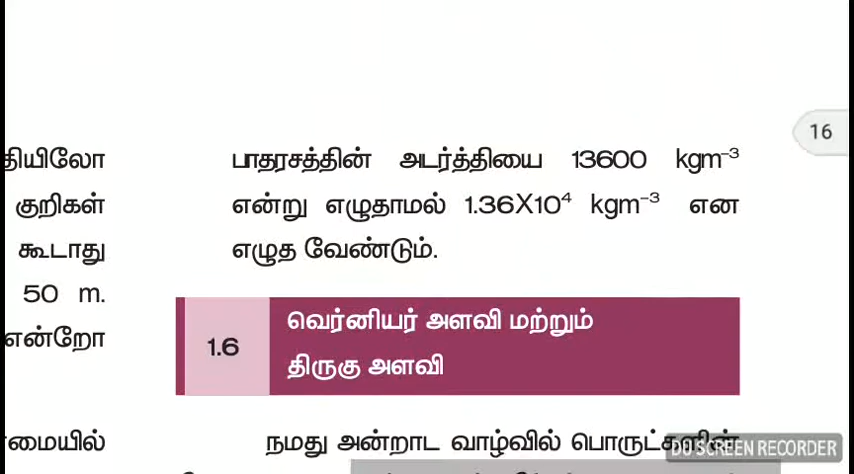 தியிலோ
குறிகள்
கூடாது
50 m.
என்றோ
மையில்
பாதரசத்தின் அடர்த்தியை 13600 kgm⁻³
என்று எழுதாமல் 1.36X10⁴ kgm⁻³ என
எழுத வேண்டும்.
1.6
வெர்னியர் அளவி மற்றும்
திருகு அளவி
நமது அன்றாட வாழ்வில் பொருட்களின்
16
DU SCREEN RECORDER